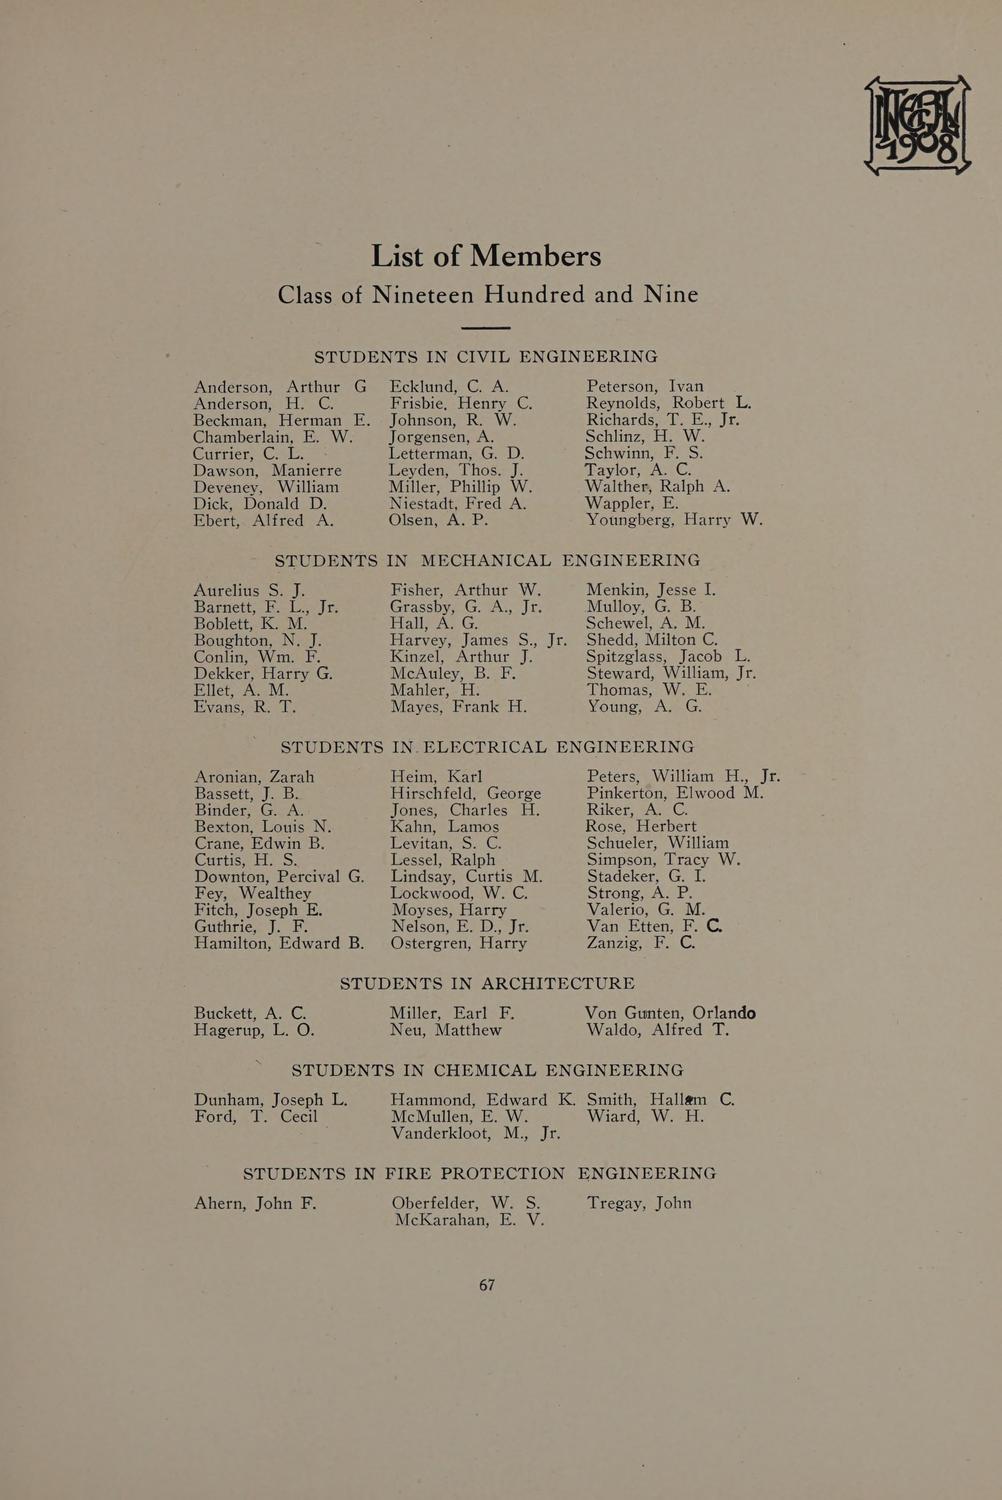 INTEGRAL
1908
List of Members
Class of Nineteen Hundred and Nine
STUDENTS IN CIVIL ENGINEERING
Anderson, Arthur G Ecklund, C. A. Peterson, Ivan
Anderson, H. C. Frisbie, Henry C. Reynolds, Robert L.
Beckman, Herman E. Johnson, R. W. Richards, T. E., Jr.
Chamberlain, E. W. Jorgensen, A. Schlinz, H. W.
Currier, C. L. Letterman, G. D. Schwinn, F. S.
Dawson, Manierre Leyden, Thos. J. Taylor, A. C.
Deveney, William Miller, Phillip W. Walther, Ralph A.
Dick, Donald D. Niestadt, Fred A. Wappler, E.
Ebert, Alfred A. Olsen, A. P. Youngberg, Harry W.
STUDENTS IN MECHANICAL ENGINEERING
Aurelius S. J. Fisher, Arthur W. Menkin, Jesse I.
Barnett, F. L., Jr. Grassby, G. A., Jr. Mulloy, G. B.
Boblett, K. M. Hall, A. G. Schewel, A. M.
Boughton, N. J. Harvey, James S., Jr. Shedd, Milton C.
Conlin, Wm. F. Kinzel, Arthur J. Spitzglass, Jacob L.
Dekker, Harry G. McAuley, B. F. Steward, William, Jr.
Ellet, A. M. Mahler, H. Thomas, W. E.
Evans, R. T. Mayes, Frank H. Young, A. G.
STUDENTS IN ELECTRICAL ENGINEERING
Aronian, Zarah Heim, Karl Peters, William H., Jr.
Bassett, J. B. Hirschfeld, George Pinkerton, Elwood M.
Binder, G. A. Jones, Charles H. Riker, A. C.
Bexton, Louis N. Kahn, Lamos Rose, Herbert
Crane, Edwin B. Levitan, S. C. Schueler, William
Curtis, H. S. Lessel, Ralph Simpson, Tracy W.
Downton, Percival G. Lindsay, Curtis M. Stadeker, G. I.
Fey, Wealthey Lockwood, W. C. Strong, A. P.
Fitch, Joseph E. Moyses, Harry Valerio, G. M.
Guthrie, J. F. Nelson, E. D., Jr. Van Etten, F. C.
Hamilton, Edward B. Ostergren, Harry Zanzig, F. C.
STUDENTS IN ARCHITECTURE
Buckett, A. C. Miller, Earl F. Von Gunten, Orlando
Hagerup, L. O. Neu, Matthew Waldo, Alfred T.
STUDENTS IN CHEMICAL ENGINEERING
Dunham, Joseph L. Hammond, Edward K. Smith, Hallam C.
Ford, T. Cecil McMullen, E. W. Wiard, W. H.
Vanderkloot, M., Jr.
STUDENTS IN FIRE PROTECTION ENGINEERING
Ahern, John F. Oberfelder, W. S. Tregay, John
McKarahan, E. V.
67